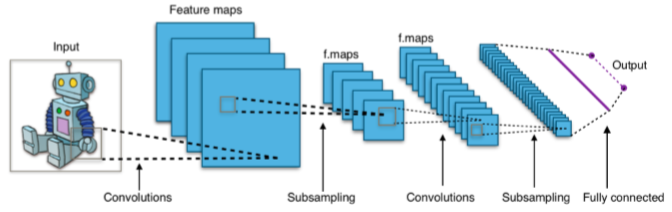 Feature maps
Input
f.maps
f.maps
Output
Convolutions
Subsampling
Convolutions
Subsampling
Fully connected